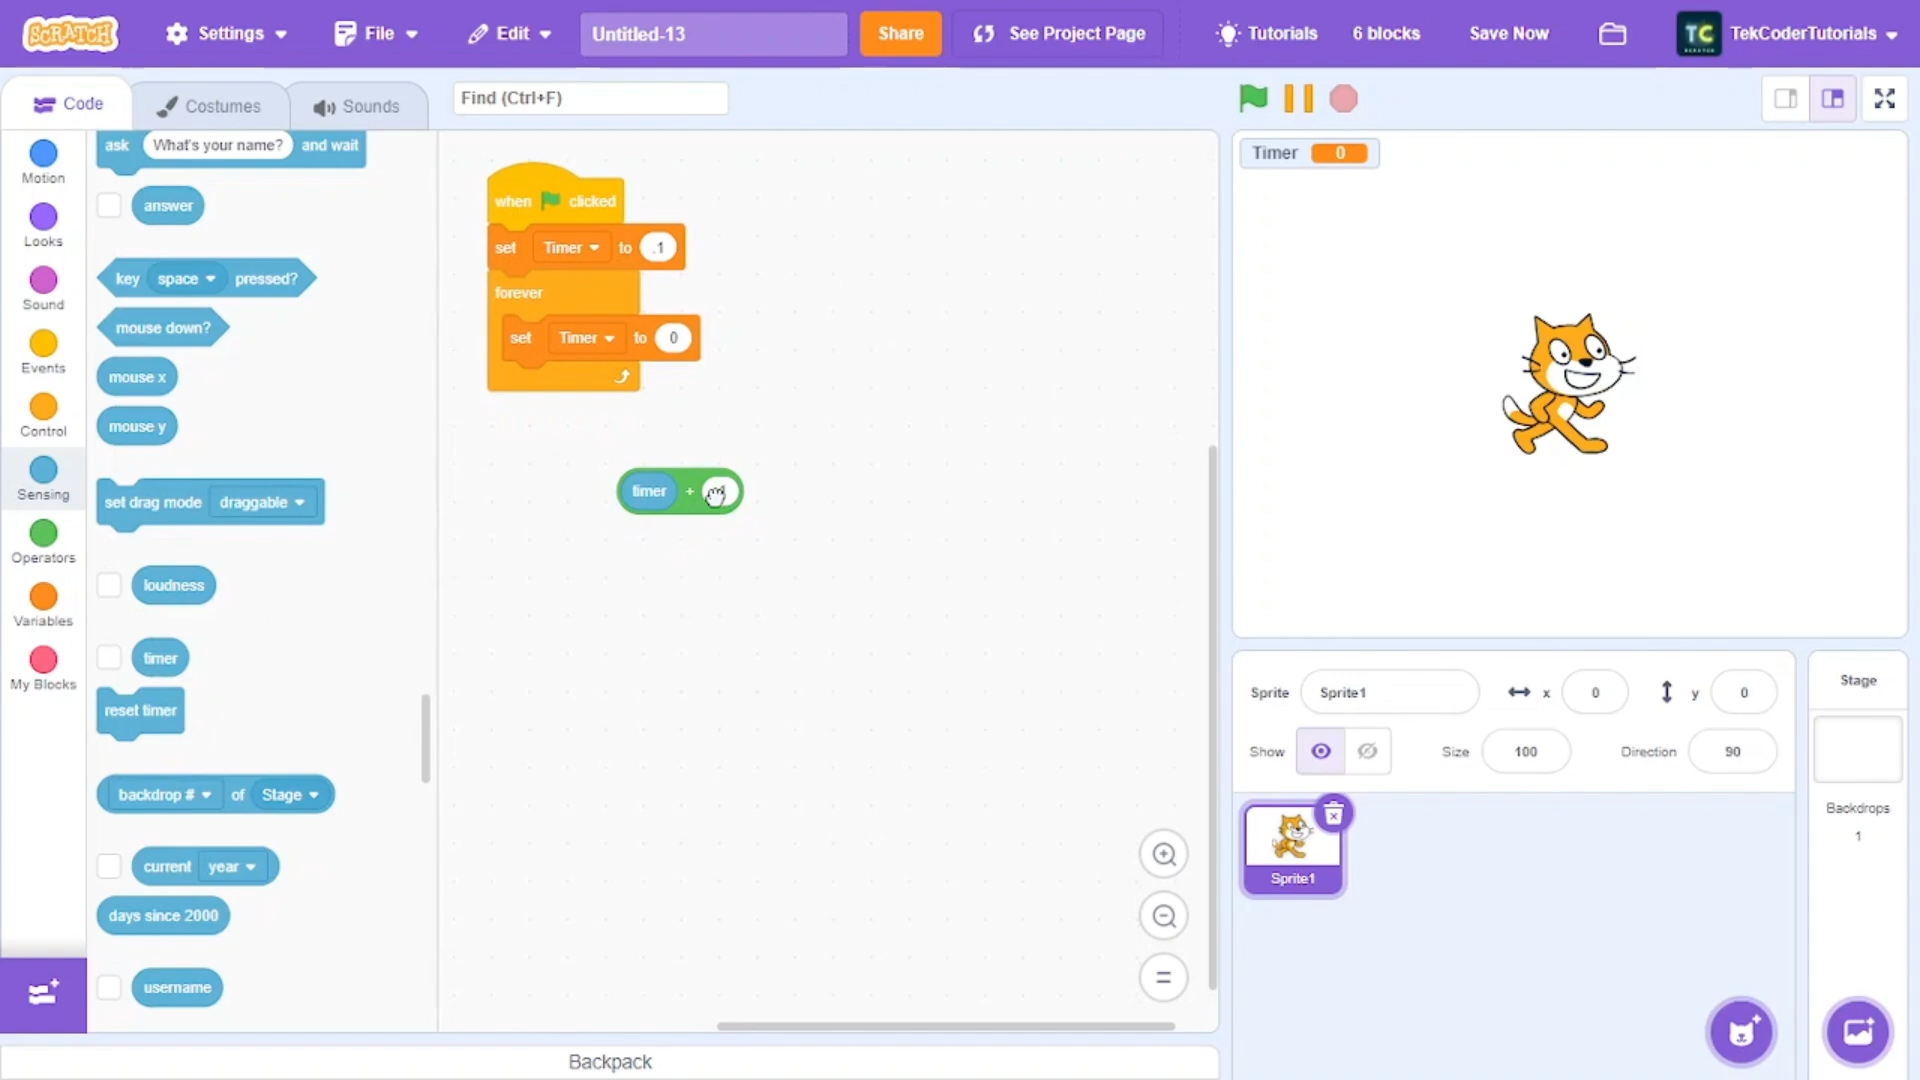 SCRATCH Settings File Edit Untitled-13 Share See Project Page Tutorials 6 blocks Save Now TC TekCoderTutorials
Code Costumes Sounds Find (Ctrl+F)
Motion
Looks
Sound
Events
Control
Sensing
Operators
Variables
My Blocks
ask What's your name? and wait
answer
key space pressed?
mouse down?
mouse x
mouse y
set drag mode draggable
loudness
timer
reset timer
backdrop # of Stage
current year
days since 2000
username
when clicked
set Timer to .1
forever
set Timer to 0
timer +
Backpack
Timer 0
Sprite Sprite1 x 0 y 0
Show Size 100 Direction 90
Sprite1
Stage
Backdrops
1